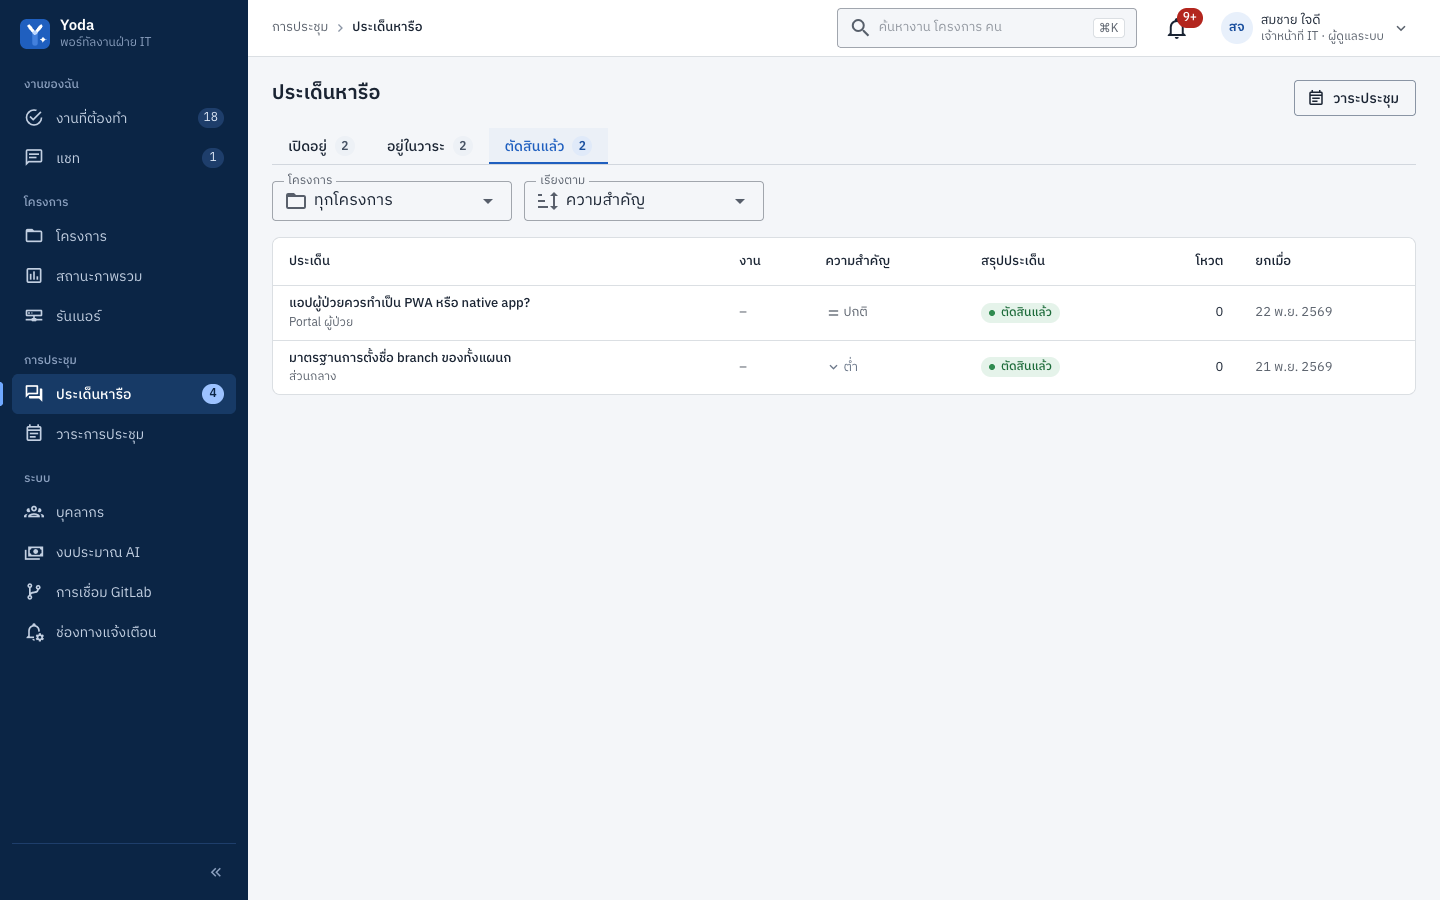 Yoda
พอร์ทัลงานฝ่าย IT
งานของฉัน
งานที่ต้องทำ 18
แชท 1
โครงการ
โครงการ
สถานะภาพรวม
รันเนอร์
การประชุม
ประเด็นหารือ 4
วาระการประชุม
ระบบ
บุคลากร
งบประมาณ AI
การเชื่อม GitLab
ช่องทางแจ้งเตือน
การประชุม › ประเด็นหารือ
ค้นหางาน โครงการ คน ⌘K
9+
สจ
สมชาย ใจดี
เจ้าหน้าที่ IT · ผู้ดูแลระบบ
ประเด็นหารือ
วาระประชุม
เปิดอยู่ 2 อยู่ในวาระ 2 ตัดสินแล้ว 2
โครงการ
ทุกโครงการ
เรียงตาม
ความสำคัญ
ประเด็น งาน ความสำคัญ สรุปประเด็น โหวต ยกเมื่อ
แอปผู้ป่วยควรทำเป็น PWA หรือ native app?
Portal ผู้ป่วย
– ปกติ ตัดสินแล้ว 0 22 พ.ย. 2569
มาตรฐานการตั้งชื่อ branch ของทั้งแผนก
ส่วนกลาง
– ต่ำ ตัดสินแล้ว 0 21 พ.ย. 2569